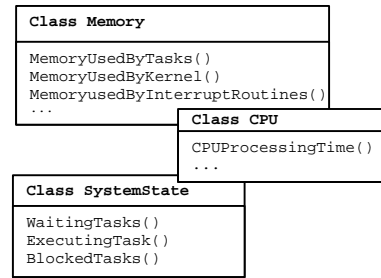 Class Memory
MemoryUsedByTasks()
MemoryUsedByKernel()
MemoryusedByInterruptRoutines()
...
Class CPU
CPUProcessingTime()
...
Class SystemState
WaitingTasks()
ExecutingTask()
BlockedTasks()